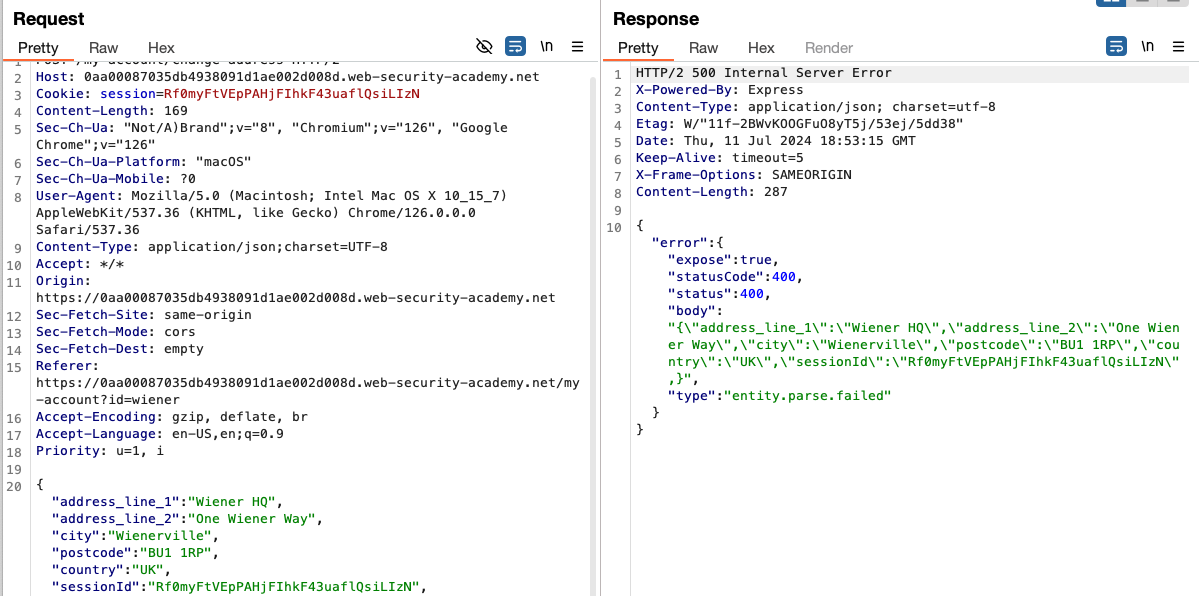 Request
Pretty Raw Hex \n
1 POST /my-account/change-address HTTP/2
2 Host: 0aa00087035db4938091d1ae002d008d.web-security-academy.net
3 Cookie: session=Rf0myFtVEpPAHjFIhkF43uaflQsiLIzN
4 Content-Length: 169
5 Sec-Ch-Ua: "Not/A)Brand";v="8", "Chromium";v="126", "Google
Chrome";v="126"
6 Sec-Ch-Ua-Platform: "macOS"
7 Sec-Ch-Ua-Mobile: ?0
8 User-Agent: Mozilla/5.0 (Macintosh; Intel Mac OS X 10_15_7)
AppleWebKit/537.36 (KHTML, like Gecko) Chrome/126.0.0.0
Safari/537.36
9 Content-Type: application/json;charset=UTF-8
10 Accept: */*
11 Origin:
https://0aa00087035db4938091d1ae002d008d.web-security-academy.net
12 Sec-Fetch-Site: same-origin
13 Sec-Fetch-Mode: cors
14 Sec-Fetch-Dest: empty
15 Referer:
https://0aa00087035db4938091d1ae002d008d.web-security-academy.net/my
-account?id=wiener
16 Accept-Encoding: gzip, deflate, br
17 Accept-Language: en-US,en;q=0.9
18 Priority: u=1, i
19
20 {
"address_line_1":"Wiener HQ",
"address_line_2":"One Wiener Way",
"city":"Wienerville",
"postcode":"BU1 1RP",
"country":"UK",
"sessionId":"Rf0myFtVEpPAHjFIhkF43uaflQsiLIzN",
Response
Pretty Raw Hex Render \n
1 HTTP/2 500 Internal Server Error
2 X-Powered-By: Express
3 Content-Type: application/json; charset=utf-8
4 Etag: W/"11f-2BWvKOOGFuO8yT5j/53ej/5dd38"
5 Date: Thu, 11 Jul 2024 18:53:15 GMT
6 Keep-Alive: timeout=5
7 X-Frame-Options: SAMEORIGIN
8 Content-Length: 287
9
10 {
"error":{
"expose":true,
"statusCode":400,
"status":400,
"body":
"{\"address_line_1\":\"Wiener HQ\",\"address_line_2\":\"One Wien
er Way\",\"city\":\"Wienerville\",\"postcode\":\"BU1 1RP\",\"cou
ntry\":\"UK\",\"sessionId\":\"Rf0myFtVEpPAHjFIhkF43uaflQsiLIzN\"
,}",
"type":"entity.parse.failed"
}
}